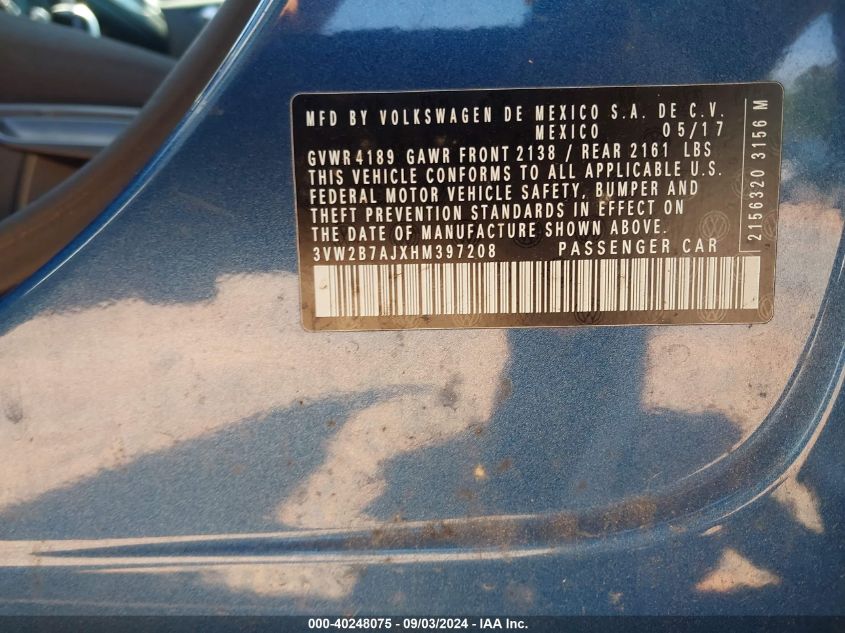 MFD BY VOLKSWAGEN DE MEXICO S.A. DE C.V.
MEXICO 05/17
GVWR 4189 GAWR FRONT 2138 / REAR 2161 LBS
THIS VEHICLE CONFORMS TO ALL APPLICABLE U.S.
FEDERAL MOTOR VEHICLE SAFETY, BUMPER AND
THEFT PREVENTION STANDARDS IN EFFECT ON
THE DATE OF MANUFACTURE SHOWN ABOVE.
3VW2B7AJXHM397208 PASSENGER CAR
2156320 3156 M
000-40248075 - 09/03/2024 - IAA Inc.